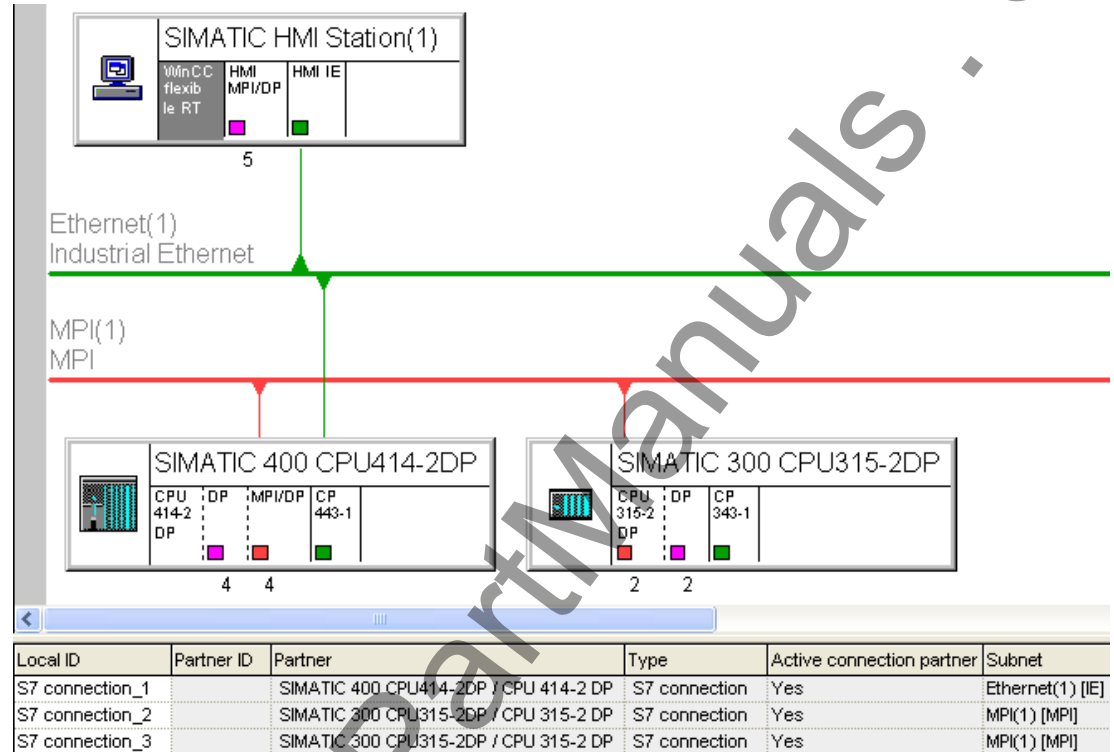 SIMATIC HMI Station(1)
WinCC flexib le RT
HMI MPI/DP
HMI IE
5
Ethernet(1)
Industrial Ethernet
MPI(1)
MPI
SIMATIC 400 CPU414-2DP
CPU 414-2 DP
DP
MPI/DP
CP 443-1
4 4
SIMATIC 300 CPU315-2DP
CPU 315-2 DP
DP
CP 343-1
2 2
Local ID Partner ID Partner Type Active connection partner Subnet
S7 connection_1 SIMATIC 400 CPU414-2DP / CPU 414-2 DP S7 connection Yes Ethernet(1) [IE]
S7 connection_2 SIMATIC 300 CPU315-2DP / CPU 315-2 DP S7 connection Yes MPI(1) [MPI]
S7 connection_3 SIMATIC 300 CPU315-2DP / CPU 315-2 DP S7 connection Yes MPI(1) [MPI]
PartManuals .